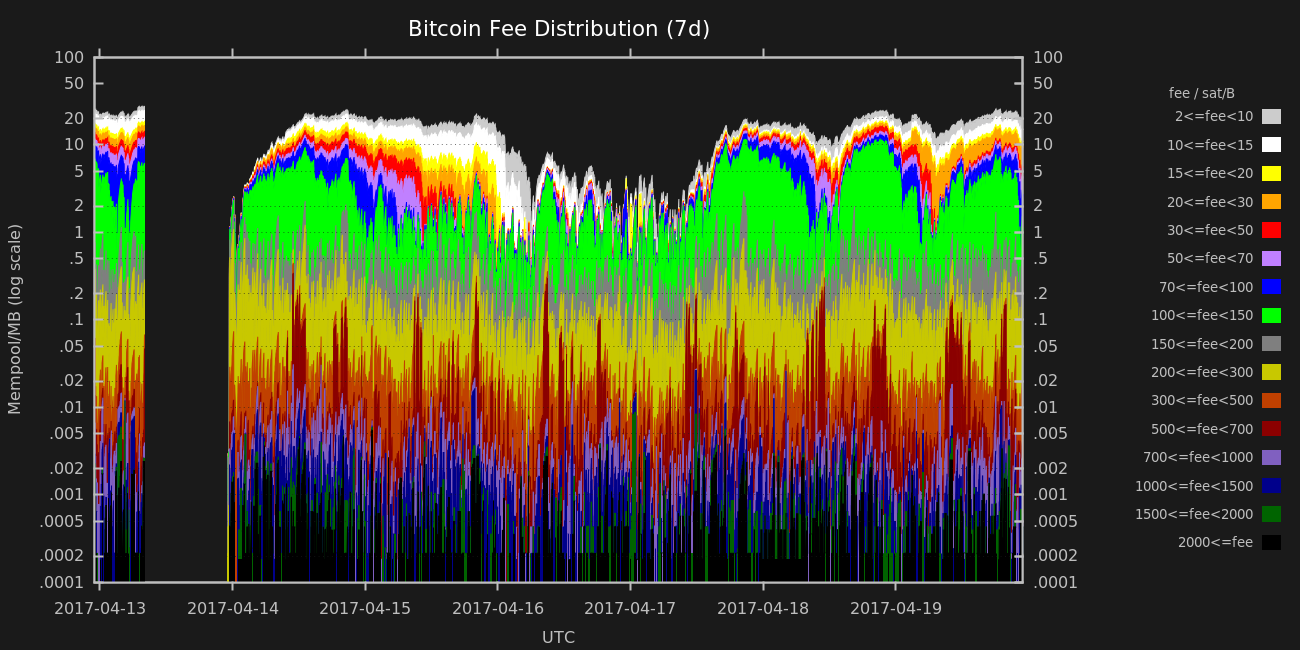 Bitcoin Fee Distribution (7d)
100
50
20
10
5
2
1
.5
.2
.1
.05
.02
.01
.005
.002
.001
.0005
.0002
.0001
Mempool/MB (log scale)
100
50
20
10
5
2
1
.5
.2
.1
.05
.02
.01
.005
.002
.001
.0005
.0002
.0001
2017-04-13 2017-04-14 2017-04-15 2017-04-16 2017-04-17 2017-04-18 2017-04-19
UTC
fee / sat/B
2<=fee<10
10<=fee<15
15<=fee<20
20<=fee<30
30<=fee<50
50<=fee<70
70<=fee<100
100<=fee<150
150<=fee<200
200<=fee<300
300<=fee<500
500<=fee<700
700<=fee<1000
1000<=fee<1500
1500<=fee<2000
2000<=fee